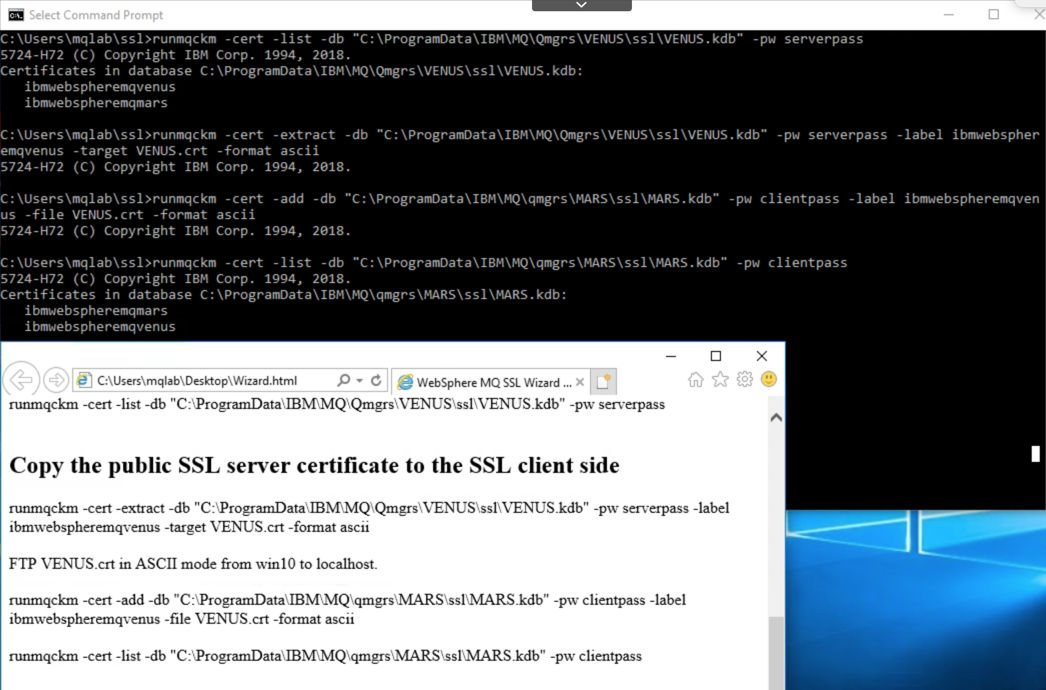 Select Command Prompt
C:\Users\mqlab\ssl>runmqckm -cert -list -db "C:\ProgramData\IBM\MQ\Qmgrs\VENUS\ssl\VENUS.kdb" -pw serverpass
5724-H72 (C) Copyright IBM Corp. 1994, 2018.
Certificates in database C:\ProgramData\IBM\MQ\Qmgrs\VENUS\ssl\VENUS.kdb:
ibmwebspheremqvenus
ibmwebspheremqmars
C:\Users\mqlab\ssl>runmqckm -cert -extract -db "C:\ProgramData\IBM\MQ\Qmgrs\VENUS\ssl\VENUS.kdb" -pw serverpass -label ibmwebspher
emqvenus -target VENUS.crt -format ascii
5724-H72 (C) Copyright IBM Corp. 1994, 2018.
C:\Users\mqlab\ssl>runmqckm -cert -add -db "C:\ProgramData\IBM\MQ\qmgrs\MARS\ssl\MARS.kdb" -pw clientpass -label ibmwebspheremqven
us -file VENUS.crt -format ascii
5724-H72 (C) Copyright IBM Corp. 1994, 2018.
C:\Users\mqlab\ssl>runmqckm -cert -list -db "C:\ProgramData\IBM\MQ\qmgrs\MARS\ssl\MARS.kdb" -pw clientpass
5724-H72 (C) Copyright IBM Corp. 1994, 2018.
Certificates in database C:\ProgramData\IBM\MQ\qmgrs\MARS\ssl\MARS.kdb:
ibmwebspheremqmars
ibmwebspheremqvenus
C:\Users\mqlab\Desktop\Wizard.html
WebSphere MQ SSL Wizard ...
runmqckm -cert -list -db "C:\ProgramData\IBM\MQ\Qmgrs\VENUS\ssl\VENUS.kdb" -pw serverpass
Copy the public SSL server certificate to the SSL client side
runmqckm -cert -extract -db "C:\ProgramData\IBM\MQ\Qmgrs\VENUS\ssl\VENUS.kdb" -pw serverpass -label
ibmwebspheremqvenus -target VENUS.crt -format ascii
FTP VENUS.crt in ASCII mode from win10 to localhost.
runmqckm -cert -add -db "C:\ProgramData\IBM\MQ\qmgrs\MARS\ssl\MARS.kdb" -pw clientpass -label
ibmwebspheremqvenus -file VENUS.crt -format ascii
runmqckm -cert -list -db "C:\ProgramData\IBM\MQ\qmgrs\MARS\ssl\MARS.kdb" -pw clientpass